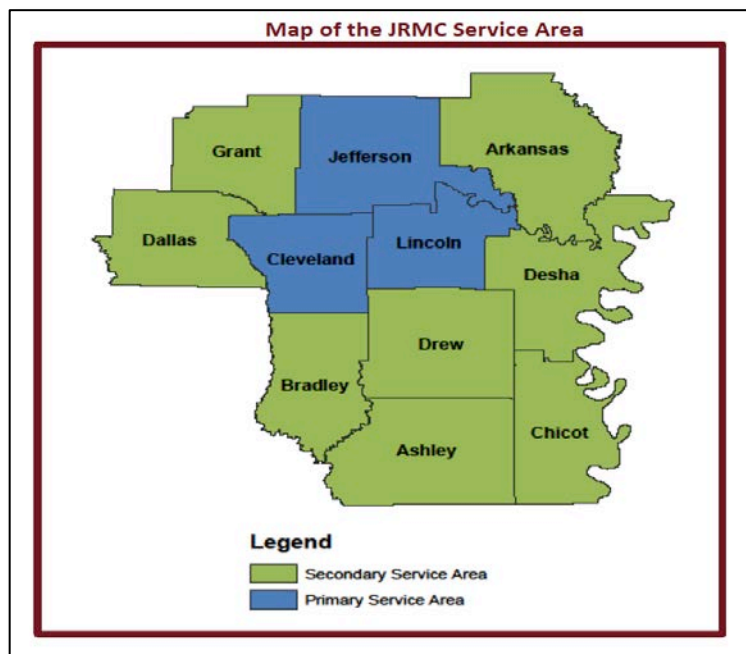 Map of the JRMC Service Area
Grant
Jefferson
Arkansas
Dallas
Cleveland
Lincoln
Desha
Drew
Bradley
Ashley
Chicot
Legend
Secondary Service Area
Primary Service Area